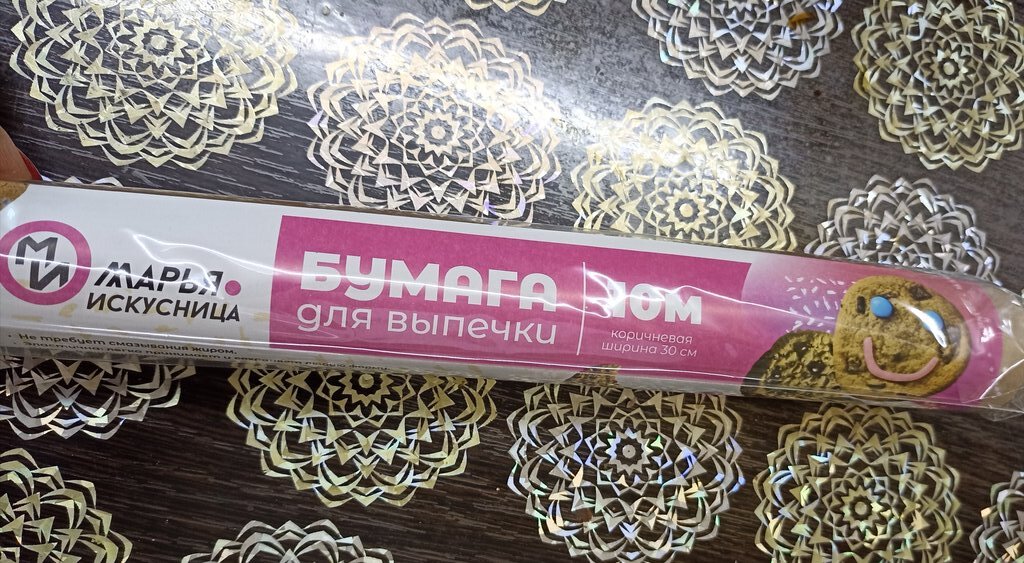 МИ
МАРЬЯ.
ИСКУСНИЦА
БУМАГА
для выпечки
10м
коричневая
ширина 30 см
Не требует смазывания жиром.